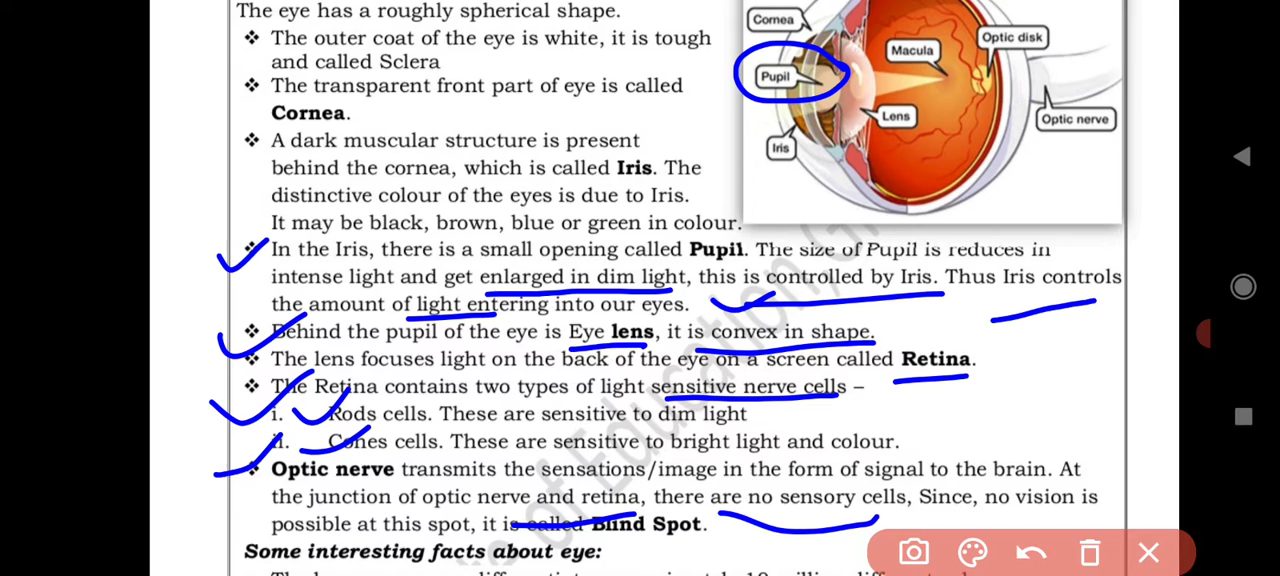 The eye has a roughly spherical shape.
❖ The outer coat of the eye is white, it is tough
and called Sclera
❖ The transparent front part of eye is called
Cornea.
❖ A dark muscular structure is present
behind the cornea, which is called Iris. The
distinctive colour of the eyes is due to Iris.
It may be black, brown, blue or green in colour.
Cornea
Pupil
Iris
Macula
Lens
Optic disk
Optic nerve
❖ In the Iris, there is a small opening called Pupil. The size of Pupil is reduces in
intense light and get enlarged in dim light, this is controlled by Iris. Thus Iris controls
the amount of light entering into our eyes.
❖ Behind the pupil of the eye is Eye lens, it is convex in shape.
❖ The lens focuses light on the back of the eye on a screen called Retina.
❖ The Retina contains two types of light sensitive nerve cells –
i. Rods cells. These are sensitive to dim light
ii. Cones cells. These are sensitive to bright light and colour.
❖ Optic nerve transmits the sensations/image in the form of signal to the brain. At
the junction of optic nerve and retina, there are no sensory cells, Since, no vision is
possible at this spot, it is called Blind Spot.
Some interesting facts about eye: